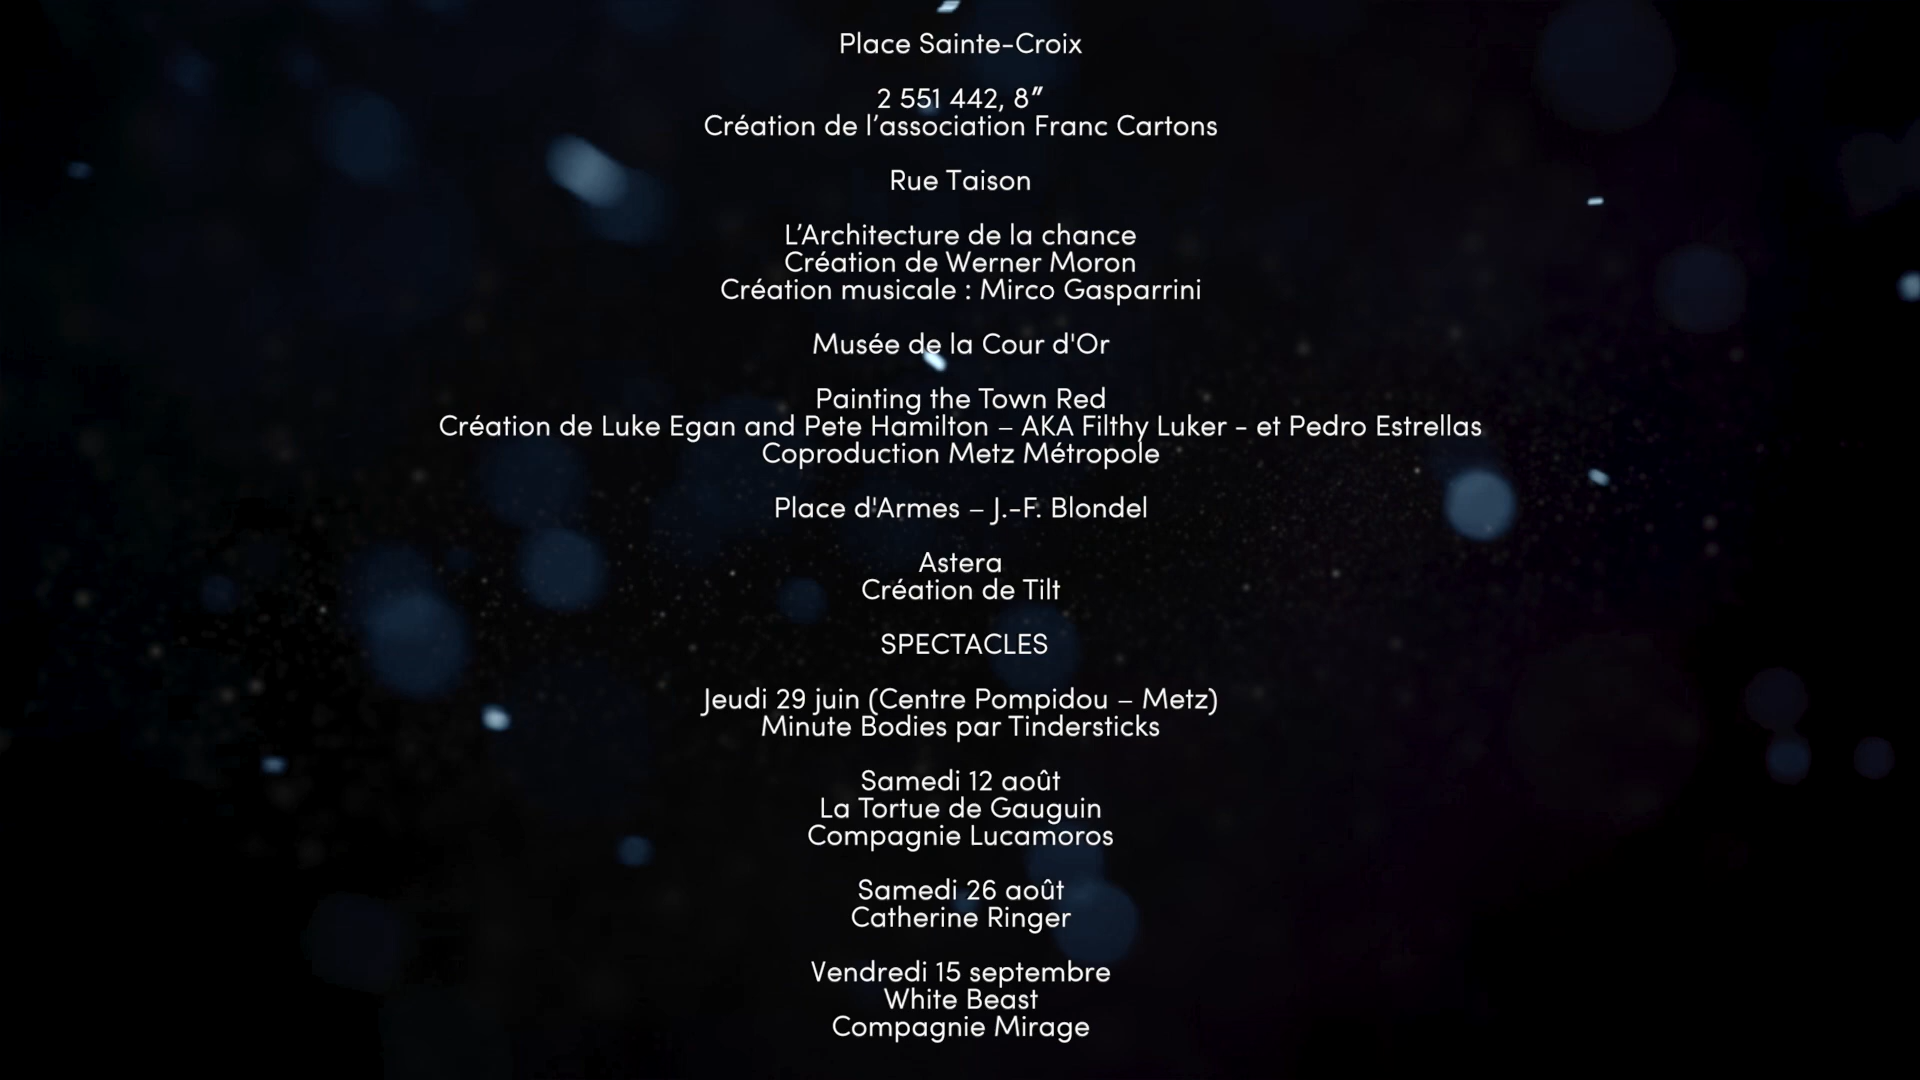 Place Sainte-Croix
2 551 442, 8″
Création de l’association Franc Cartons
Rue Taison
L’Architecture de la chance
Création de Werner Moron
Création musicale : Mirco Gasparrini
Musée de la Cour d'Or
Painting the Town Red
Création de Luke Egan and Pete Hamilton – AKA Filthy Luker - et Pedro Estrellas
Coproduction Metz Métropole
Place d'Armes – J.-F. Blondel
Astera
Création de Tilt
SPECTACLES
Jeudi 29 juin (Centre Pompidou – Metz)
Minute Bodies par Tindersticks
Samedi 12 août
La Tortue de Gauguin
Compagnie Lucamoros
Samedi 26 août
Catherine Ringer
Vendredi 15 septembre
White Beast
Compagnie Mirage